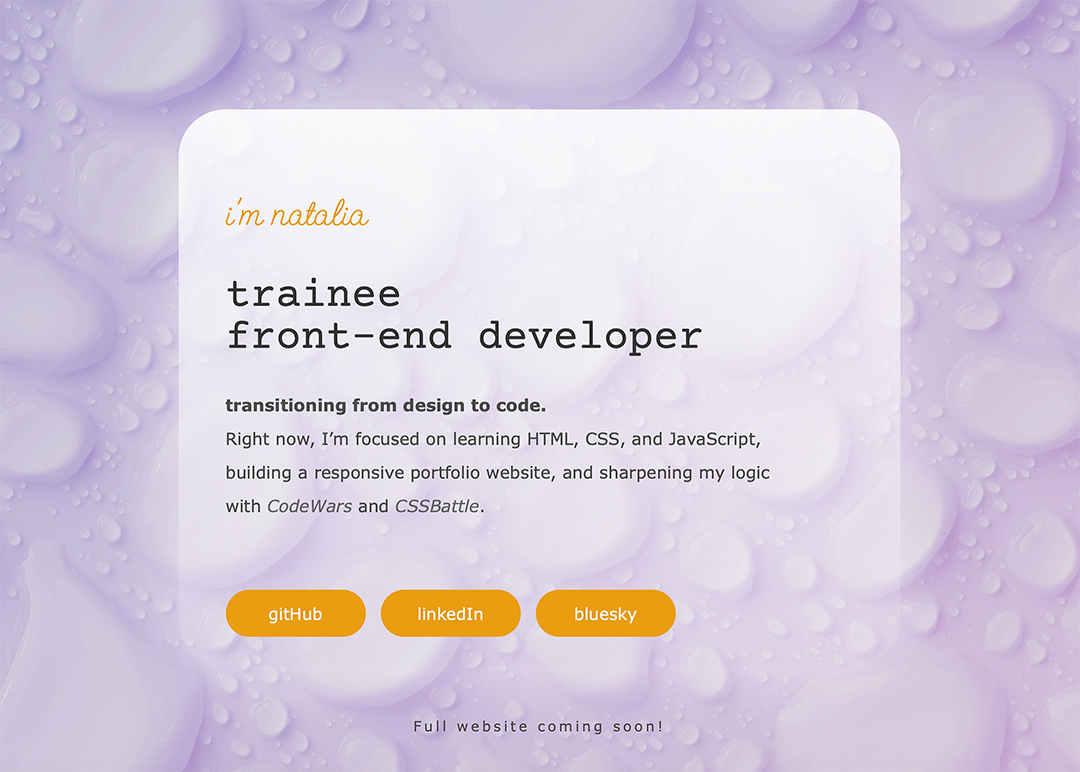 i'm natalia
trainee
front-end developer
transitioning from design to code.
Right now, I’m focused on learning HTML, CSS, and JavaScript,
building a responsive portfolio website, and sharpening my logic
with CodeWars and CSSBattle.
gitHub
linkedIn
bluesky
Full website coming soon!